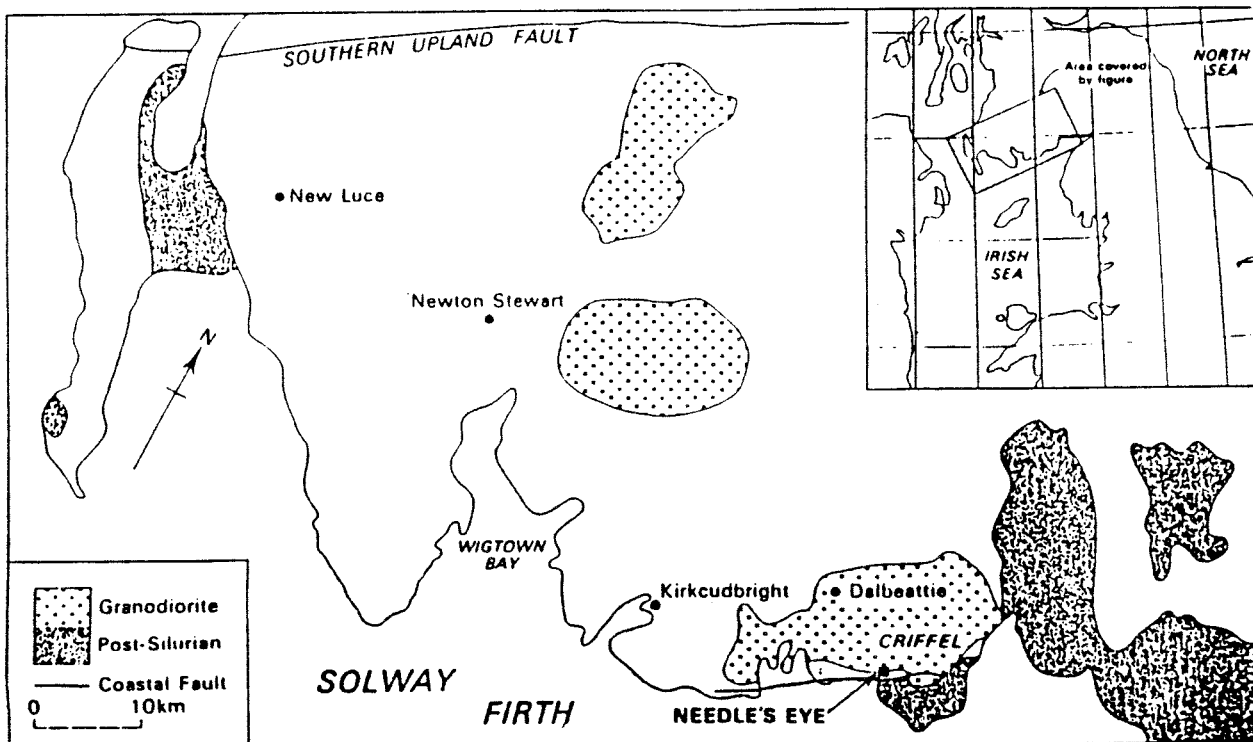 SOUTHERN UPLAND FAULT
New Luce
Newton Stewart
N
WIGTOWN
BAY
Kirkcudbright
Dalbeattie
CRIFFEL
SOLWAY
FIRTH
NEEDLE'S EYE
Area covered
by figure
NORTH
SEA
IRISH
SEA
Granodiorite
Post-Silurian
Coastal Fault
0 10km